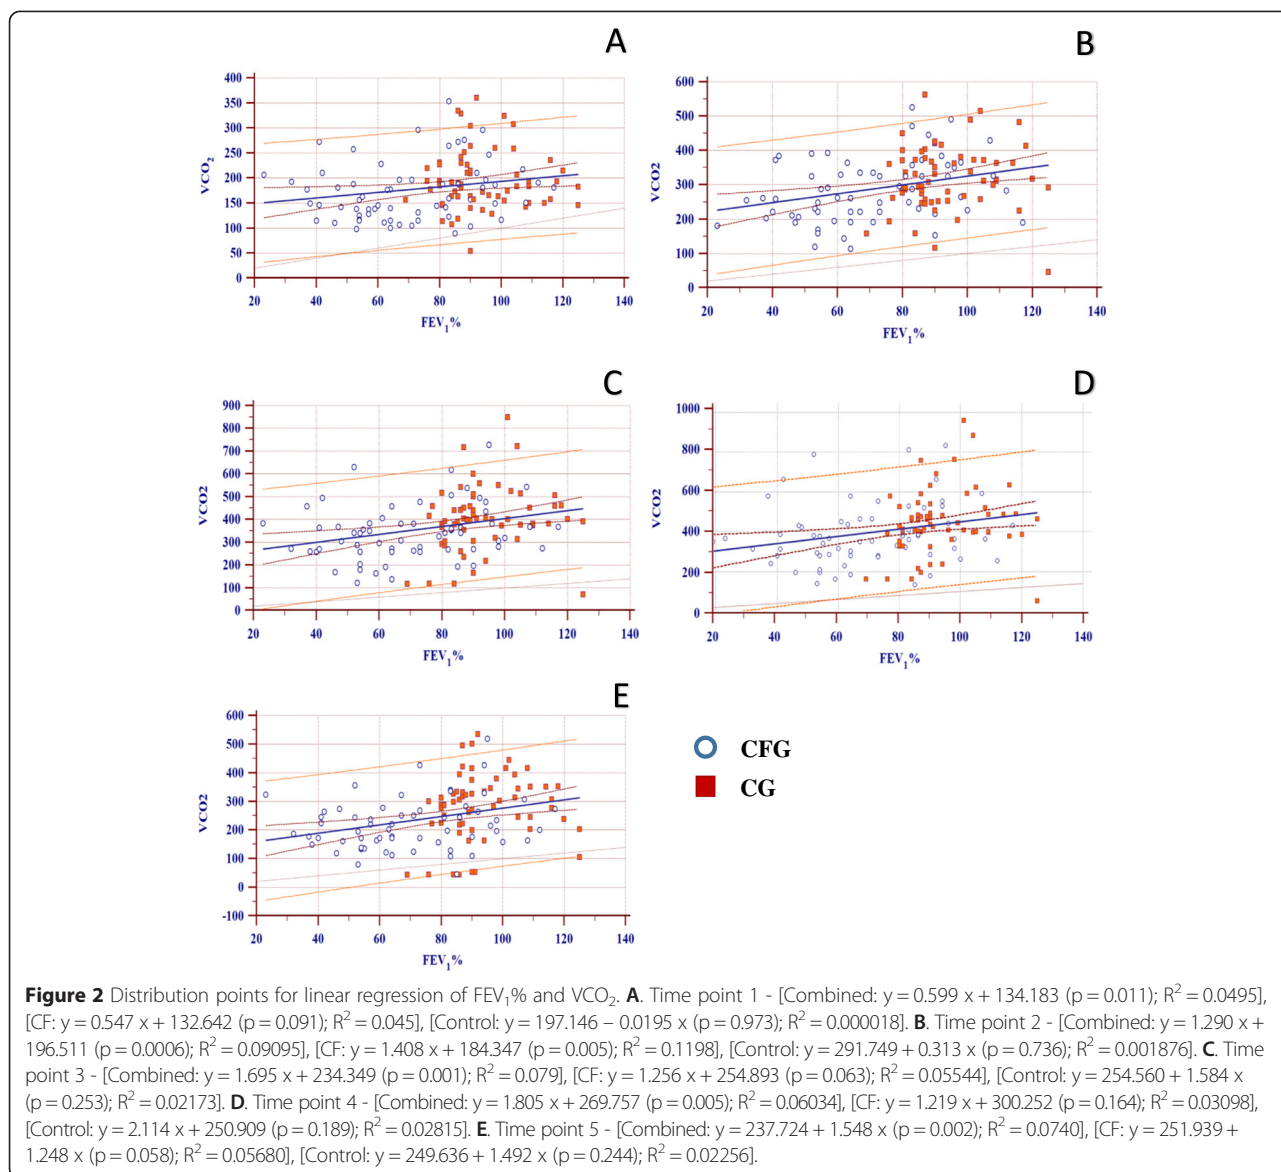 A
400
350
300
250
200
150
100
50
0
VCO2
20 40 60 80 100 120 140
FEV1%
B
600
500
400
300
200
100
0
VCO2
20 40 60 80 100 120 140
FEV1%
C
900
800
700
600
500
400
300
200
100
0
VCO2
20 40 60 80 100 120 140
FEV1%
D
1000
800
600
400
200
0
VCO2
20 40 60 80 100 120 140
FEV1%
E
600
500
400
300
200
100
0
-100
VCO2
20 40 60 80 100 120 140
FEV1%
CFG
CG
Figure 2 Distribution points for linear regression of FEV1% and VCO2. A. Time point 1 - [Combined: y = 0.599 x + 134.183 (p = 0.011); R2 = 0.0495],
[CF: y = 0.547 x + 132.642 (p = 0.091); R2 = 0.045], [Control: y = 197.146 – 0.0195 x (p = 0.973); R2 = 0.000018]. B. Time point 2 - [Combined: y = 1.290 x +
196.511 (p = 0.0006); R2 = 0.09095], [CF: y = 1.408 x + 184.347 (p = 0.005); R2 = 0.1198], [Control: y = 291.749 + 0.313 x (p = 0.736); R2 = 0.001876]. C. Time
point 3 - [Combined: y = 1.695 x + 234.349 (p = 0.001); R2 = 0.079], [CF: y = 1.256 x + 254.893 (p = 0.063); R2 = 0.05544], [Control: y = 254.560 + 1.584 x
(p = 0.253); R2 = 0.02173]. D. Time point 4 - [Combined: y = 1.805 x + 269.757 (p = 0.005); R2 = 0.06034], [CF: y = 1.219 x + 300.252 (p = 0.164); R2 = 0.03098],
[Control: y = 2.114 x + 250.909 (p = 0.189); R2 = 0.02815]. E. Time point 5 - [Combined: y = 237.724 + 1.548 x (p = 0.002); R2 = 0.0740], [CF: y = 251.939 +
1.248 x (p = 0.058); R2 = 0.05680], [Control: y = 249.636 + 1.492 x (p = 0.244); R2 = 0.02256].